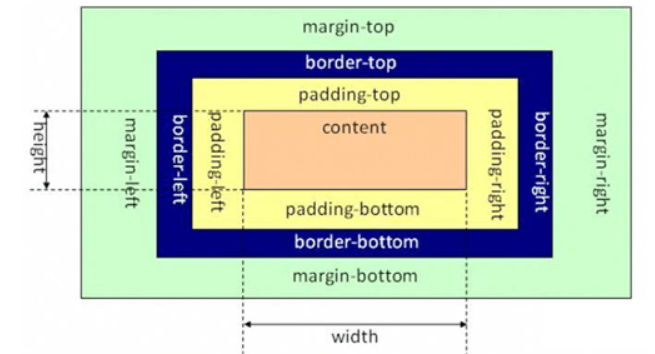 margin-top
border-top
padding-top
content
height
margin-left
border-left
padding-left
padding-right
border-right
margin-right
padding-bottom
border-bottom
margin-bottom
width